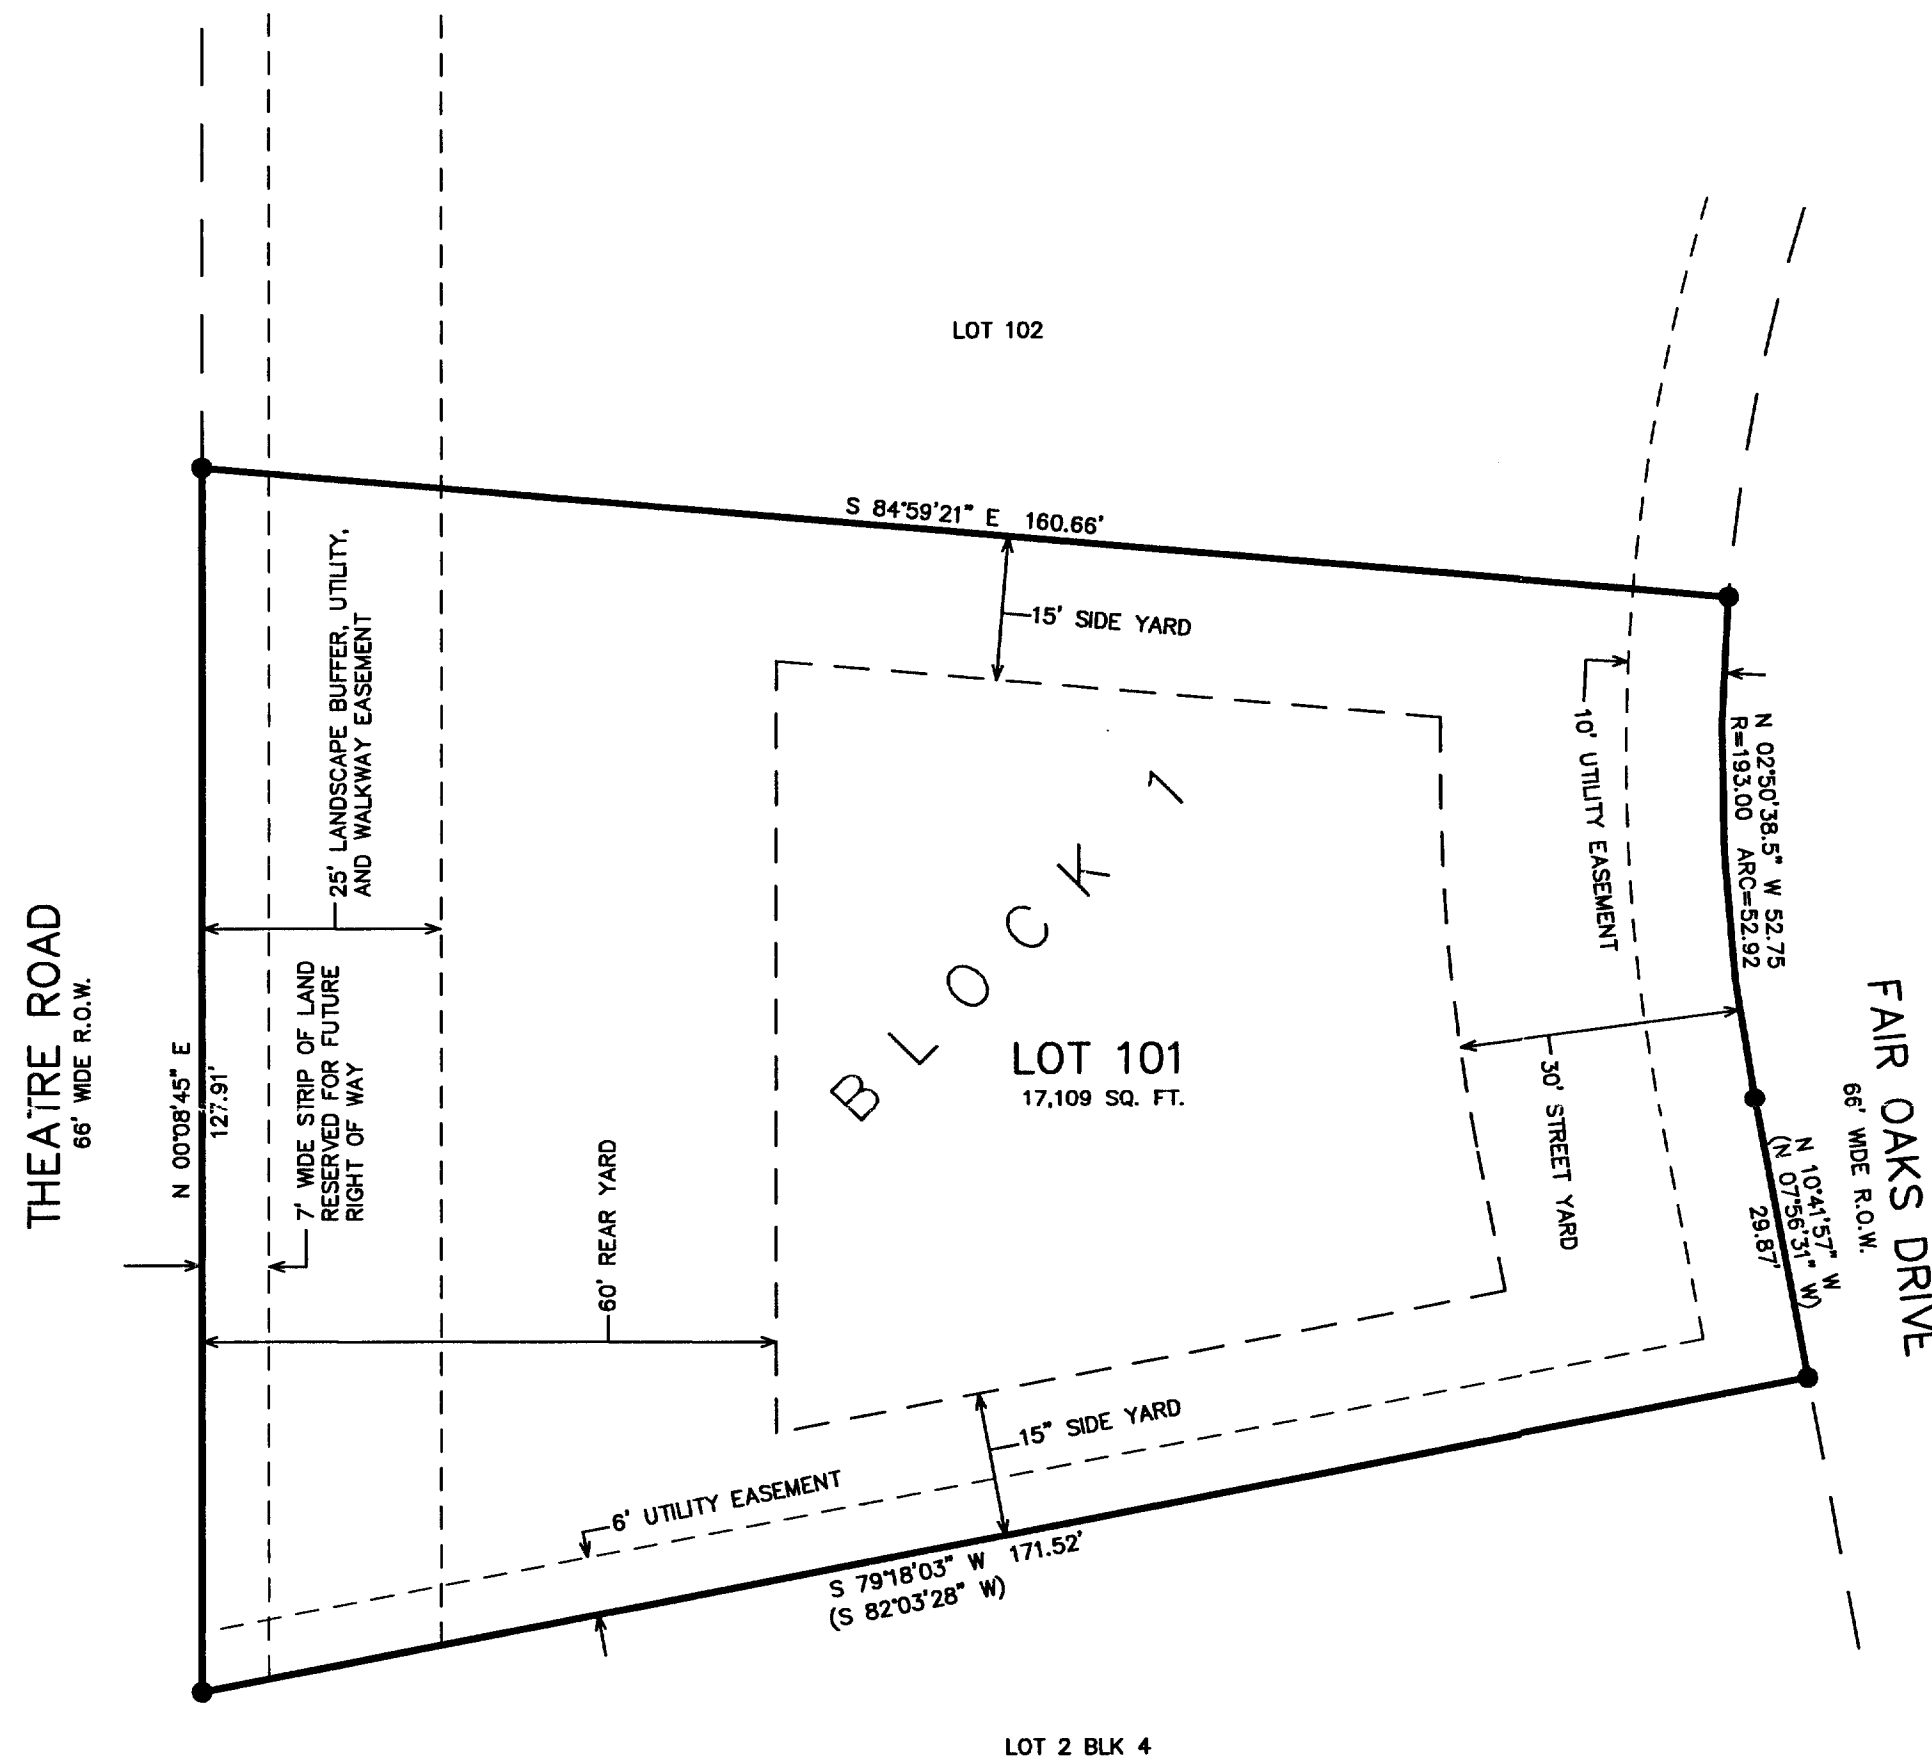 LOT 102
S 84°59'21" E 160.66'
15' SIDE YARD
25' LANDSCAPE BUFFER, UTILITY,
AND WALKWAY EASEMENT
10' UTILITY EASEMENT
N 02°50'38.5" W 52.75
R=193.00 ARC=52.92
BLOCK 1
THEATRE ROAD
66' WIDE R.O.W.
N 00°08'45" E
127.91'
7' WIDE STRIP OF LAND
RESERVED FOR FUTURE
RIGHT OF WAY
LOT 101
17,109 SQ. FT.
30' STREET YARD
FAIR OAKS DRIVE
66' WIDE R.O.W.
N 10°41'57" W
(N 07°56'31" W)
29.87'
60' REAR YARD
15" SIDE YARD
6' UTILITY EASEMENT
S 79°18'03" W 171.52'
(S 82°03'28" W)
LOT 2 BLK 4